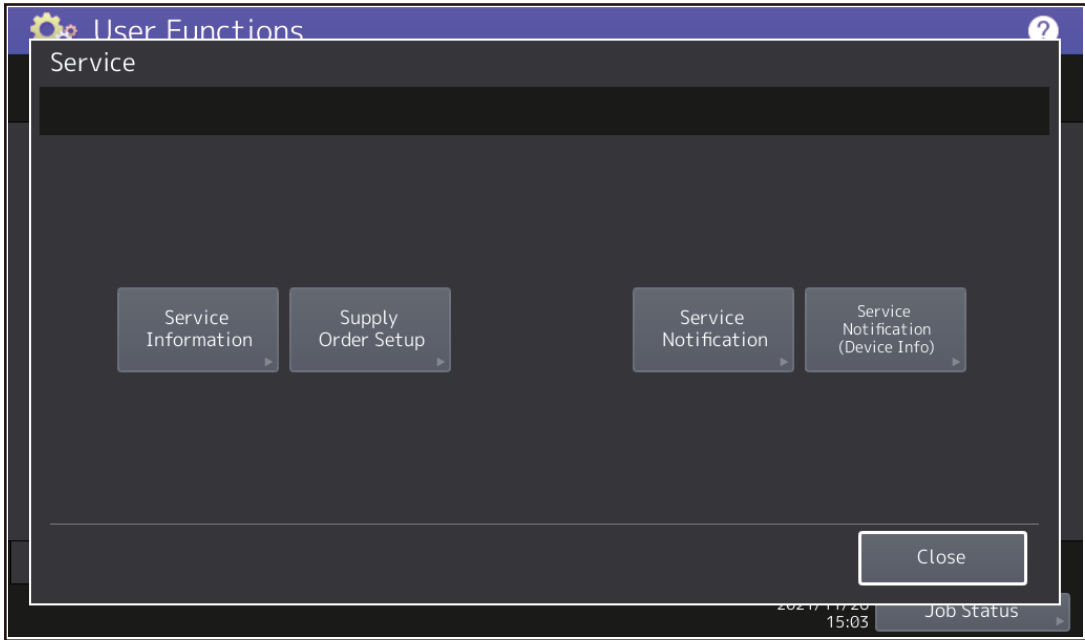 User Functions
?
Service
Service
Information
Supply
Order Setup
Service
Notification
Service
Notification
(Device Info)
Close
15:03
Job Status